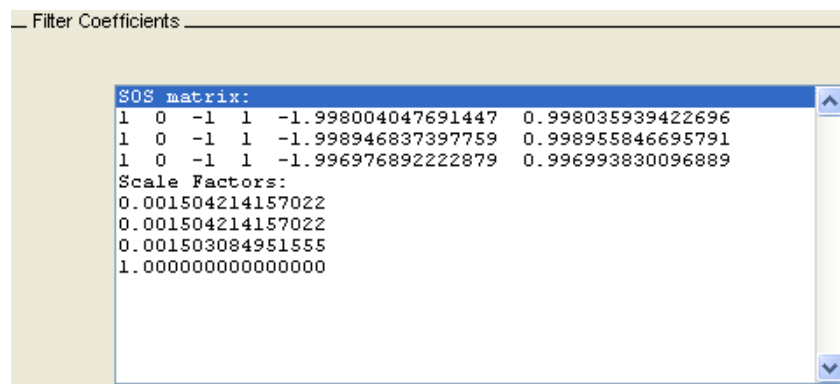 Filter Coefficients
SOS matrix:
1 0 -1 1 -1.998004047691447 0.998035939422696
1 0 -1 1 -1.998946837397759 0.998955846695791
1 0 -1 1 -1.996976892222879 0.996993830096889
Scale Factors:
0.001504214157022
0.001504214157022
0.001503084951555
1.000000000000000